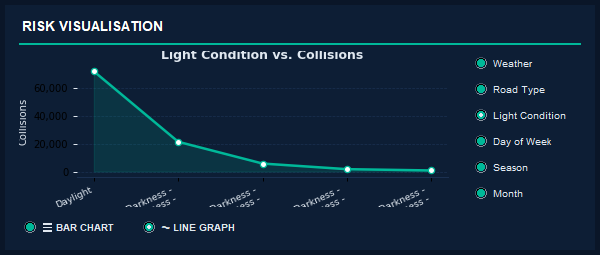 RISK VISUALISATION
Light Condition vs. Collisions
Collisions
60,000
40,000
20,000
0
Daylight
Darkness -
Darkness -
Darkness -
Darkness -
Weather
Road Type
Light Condition
Day of Week
Season
Month
BAR CHART
~ LINE GRAPH